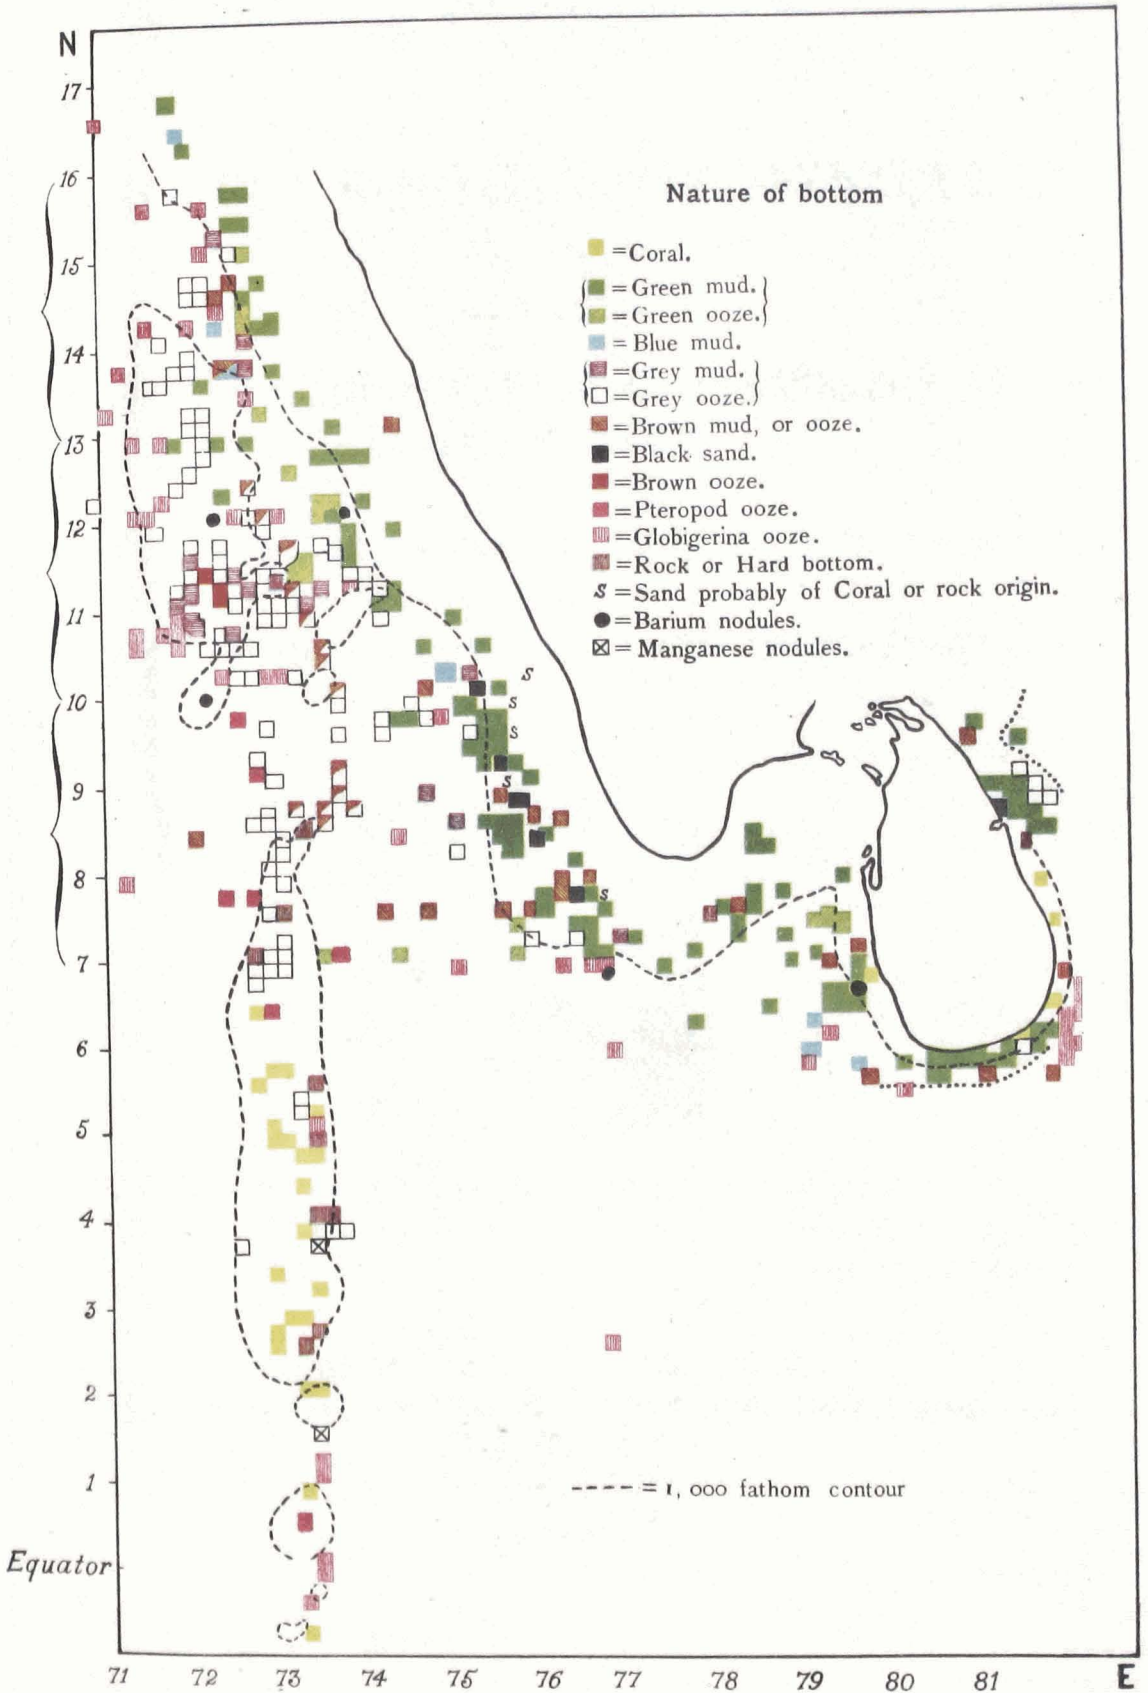 N
17
16
15
14
13
12
11
10
9
8
7
6
5
4
3
2
1
Equator
Nature of bottom
=Coral.
=Green mud.
=Green ooze.
=Blue mud.
=Grey mud.
=Grey ooze.
=Brown mud, or ooze.
=Black sand.
=Brown ooze.
=Pteropod ooze.
=Globigerina ooze.
=Rock or Hard bottom.
S =Sand probably of Coral or rock origin.
=Barium nodules.
= Manganese nodules.
S
S
S
S
S
= 1,000 fathom contour
71 72 73 74 75 76 77 78 79 80 81 E